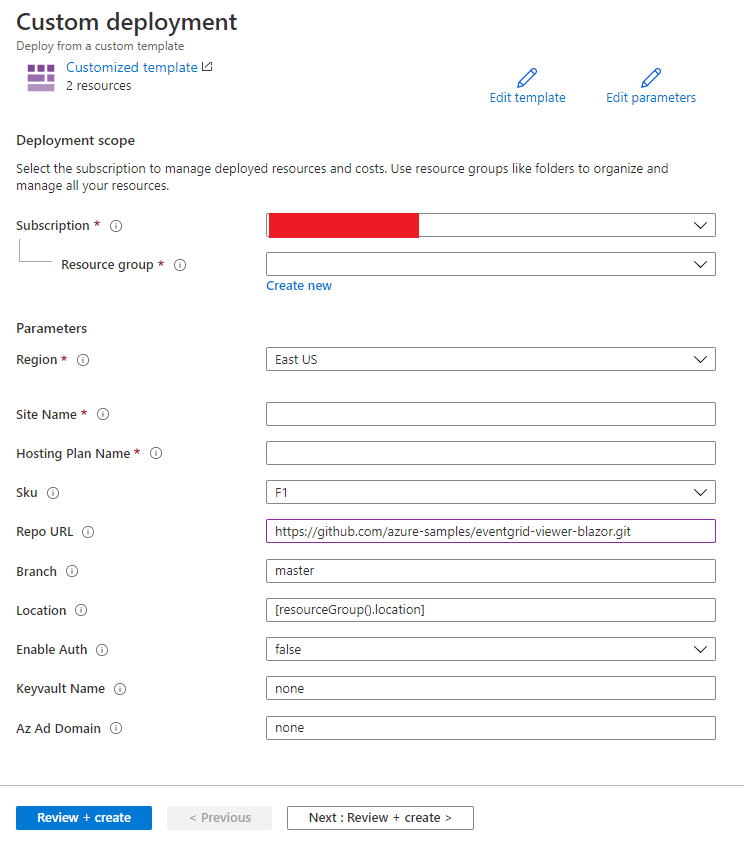 Custom deployment
Deploy from a custom template
Customized template
2 resources
Edit template
Edit parameters
Deployment scope
Select the subscription to manage deployed resources and costs. Use resource groups like folders to organize and
manage all your resources.
Subscription *
Resource group *
Create new
Parameters
Region *
East US
Site Name *
Hosting Plan Name *
Sku
F1
Repo URL
https://github.com/azure-samples/eventgrid-viewer-blazor.git
Branch
master
Location
[resourceGroup().location]
Enable Auth
false
Keyvault Name
none
Az Ad Domain
none
Review + create
< Previous
Next : Review + create >